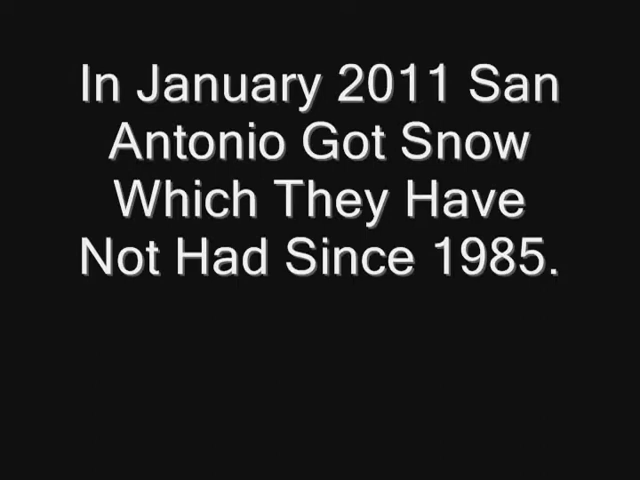 In January 2011 San
Antonio Got Snow
Which They Have
Not Had Since 1985.